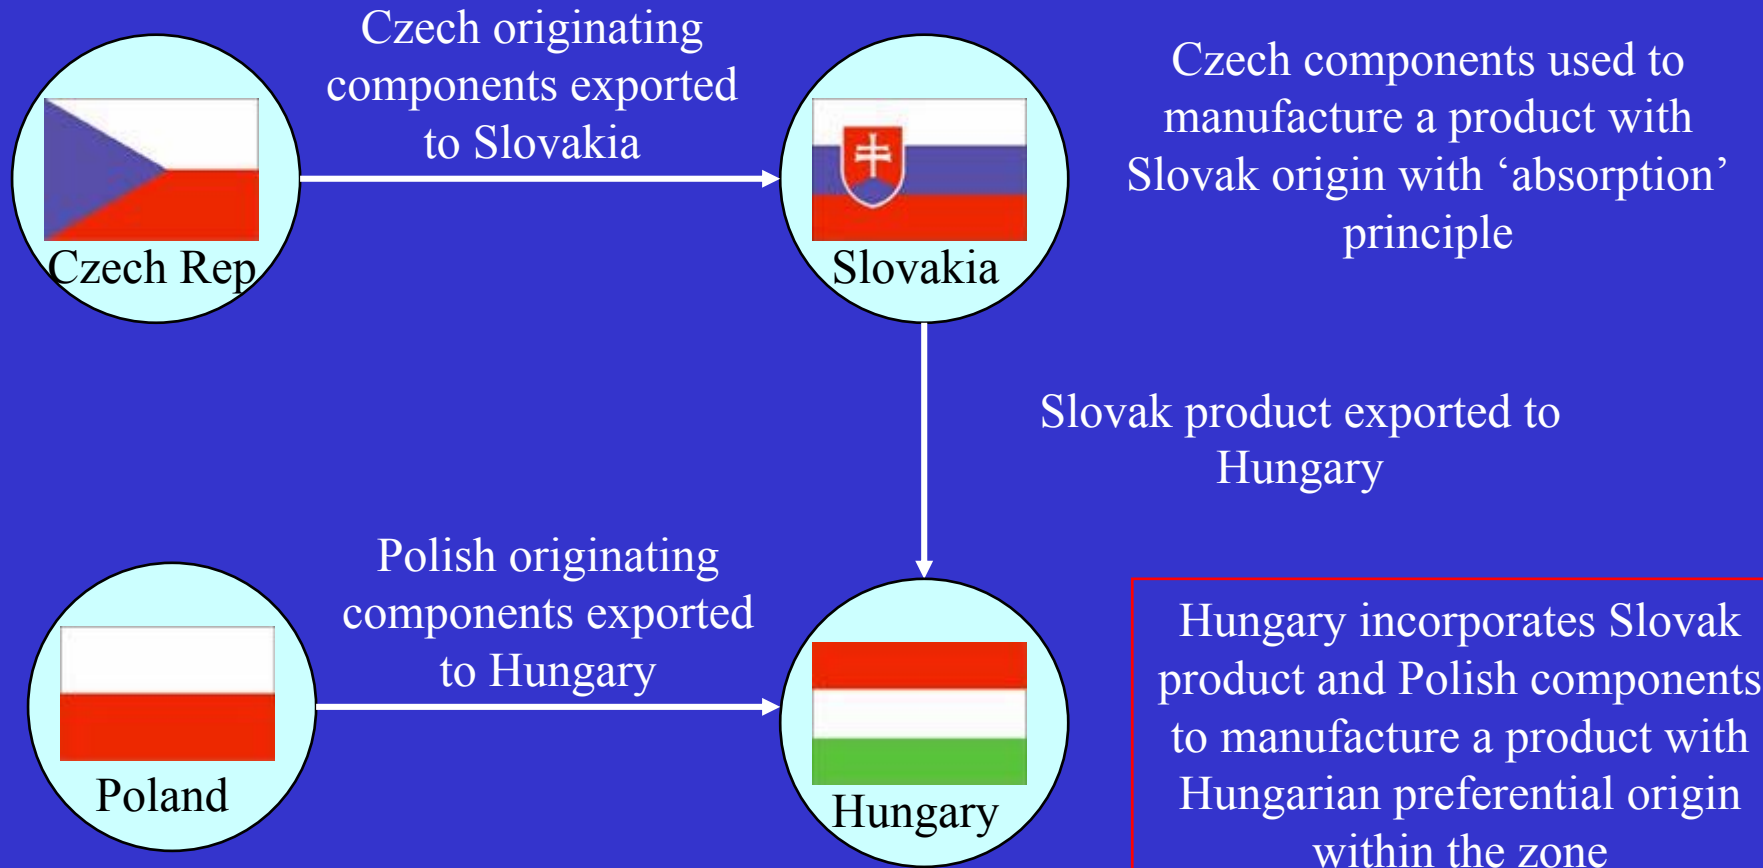 Czech originating
components exported
to Slovakia
Czech Rep
Slovakia
Czech components used to
manufacture a product with
Slovak origin with ‘absorption’
principle
Slovak product exported to
Hungary
Polish originating
components exported
to Hungary
Poland
Hungary
Hungary incorporates Slovak
product and Polish components
to manufacture a product with
Hungarian preferential origin
within the zone